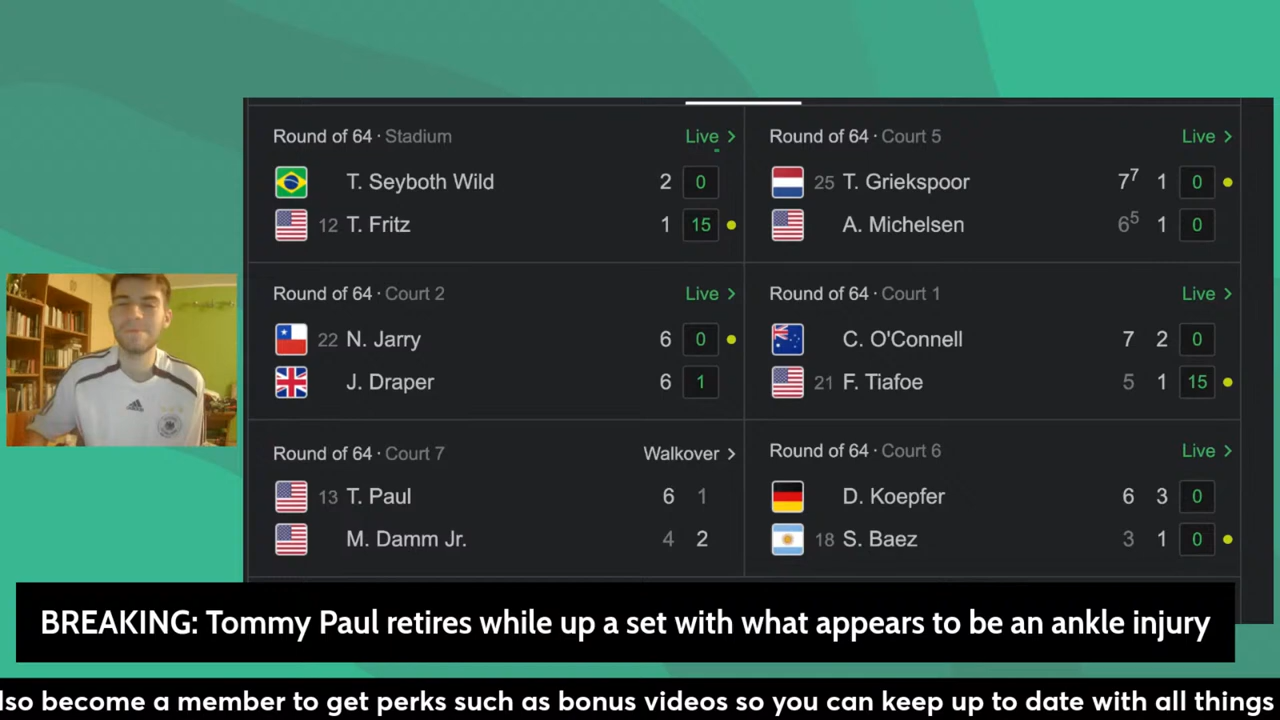 Round of 64 · Stadium Live >
T. Seyboth Wild 2 0
12 T. Fritz 1 15
Round of 64 · Court 5 Live >
25 T. Griekspoor 7⁷ 1 0
A. Michelsen 6⁵ 1 0
Round of 64 · Court 2 Live >
22 N. Jarry 6 0
J. Draper 6 1
Round of 64 · Court 1 Live >
C. O'Connell 7 2 0
21 F. Tiafoe 5 1 15
Round of 64 · Court 7 Walkover >
13 T. Paul 6 1
M. Damm Jr. 4 2
Round of 64 · Court 6 Live >
D. Koepfer 6 3 0
18 S. Baez 3 1 0
BREAKING: Tommy Paul retires while up a set with what appears to be an ankle injury
lso become a member to get perks such as bonus videos so you can keep up to date with all things